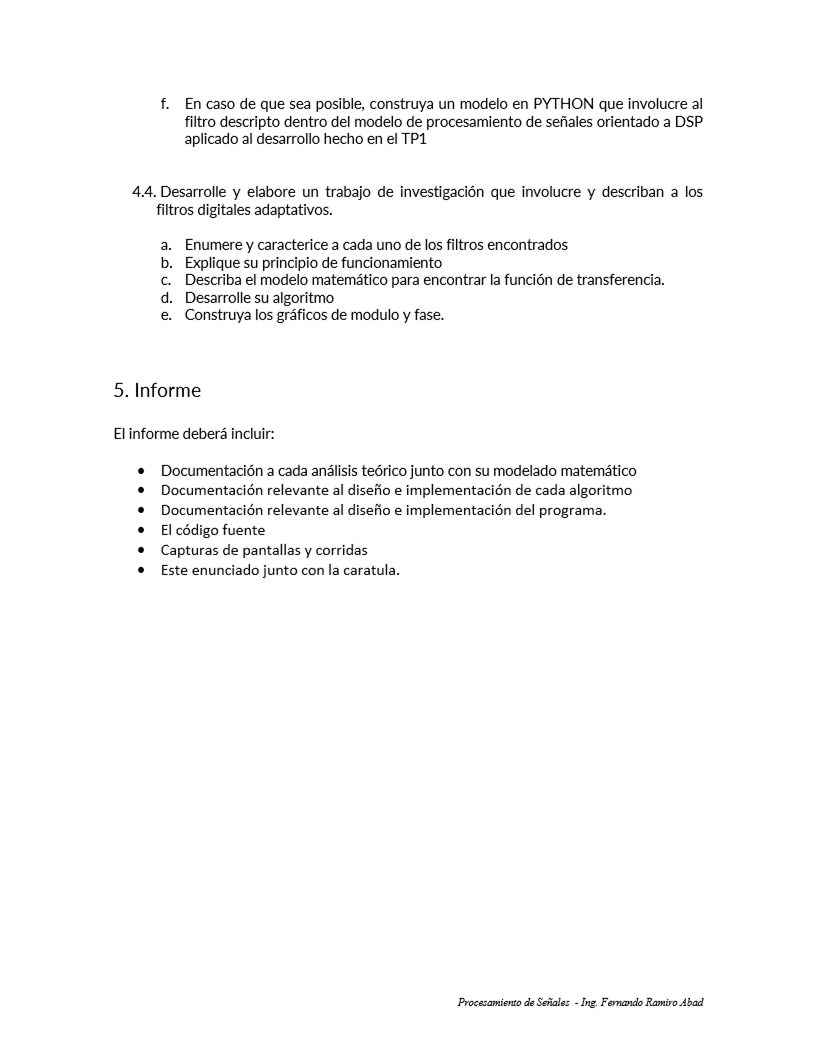 f. En caso de que sea posible, construya un modelo en PYTHON que involucre al
filtro descripto dentro del modelo de procesamiento de señales orientado a DSP
aplicado al desarrollo hecho en el TP1
4.4. Desarrolle y elabore un trabajo de investigación que involucre y describan a los
filtros digitales adaptativos.
a. Enumere y caracterice a cada uno de los filtros encontrados
b. Explique su principio de funcionamiento
c. Describa el modelo matemático para encontrar la función de transferencia.
d. Desarrolle su algoritmo
e. Construya los gráficos de modulo y fase.
5. Informe
El informe deberá incluir:
• Documentación a cada análisis teórico junto con su modelado matemático
• Documentación relevante al diseño e implementación de cada algoritmo
• Documentación relevante al diseño e implementación del programa.
• El código fuente
• Capturas de pantallas y corridas
• Este enunciado junto con la caratula.
Procesamiento de Señales - Ing. Fernando Ramiro Abad